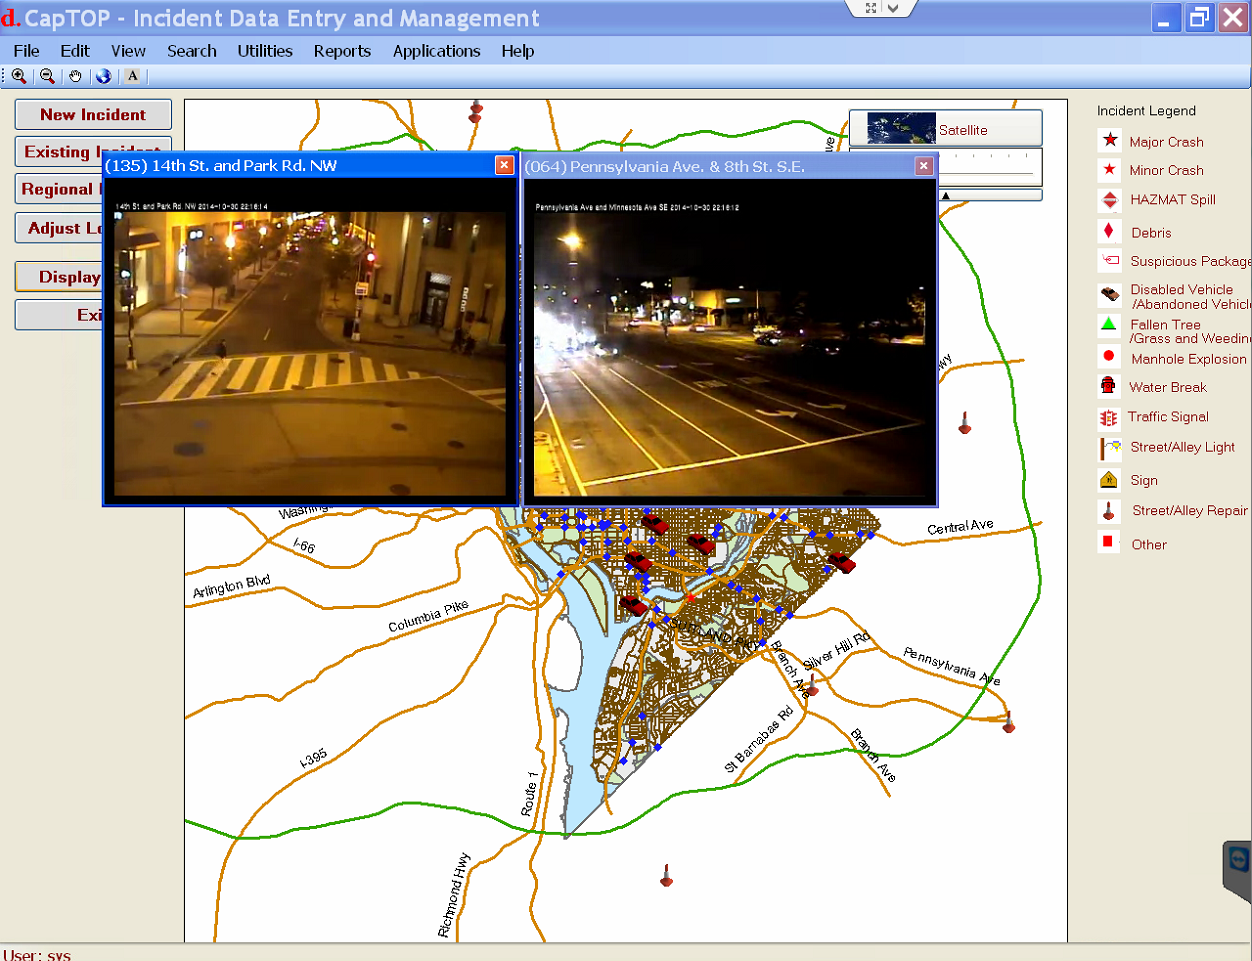 d. CapTOP - Incident Data Entry and Management
File Edit View Search Utilities Reports Applications Help
A
New Incident
Existing Incident
Regional
Adjust
Display
(135) 14th St. and Park Rd. NW
14th St. and Park Rd. NW 2014-10-30 22:16:14
(064) Pennsylvania Ave. & 8th St. S.E.
Pennsylvania Ave and Minnesota Ave SE 2014-10-30 22:16:12
Satellite
Incident Legend
Major Crash
Minor Crash
HAZMAT Spill
Debris
Suspicious Package
Disabled Vehicle
/Abandoned Vehicl
Fallen Tree
/Grass and Weedin
Manhole Explosion
Water Break
Traffic Signal
Street/Alley Light
Sign
Street/Alley Repair
Other
I-66
Arlington Blvd
Columbia Pike
I-395
Route 1
Richmond Hwy
Central Ave
Branch Ave
Silver Hill Rd
Pennsylvania Ave
St Barnabas Rd
Branch Ave
User: sys